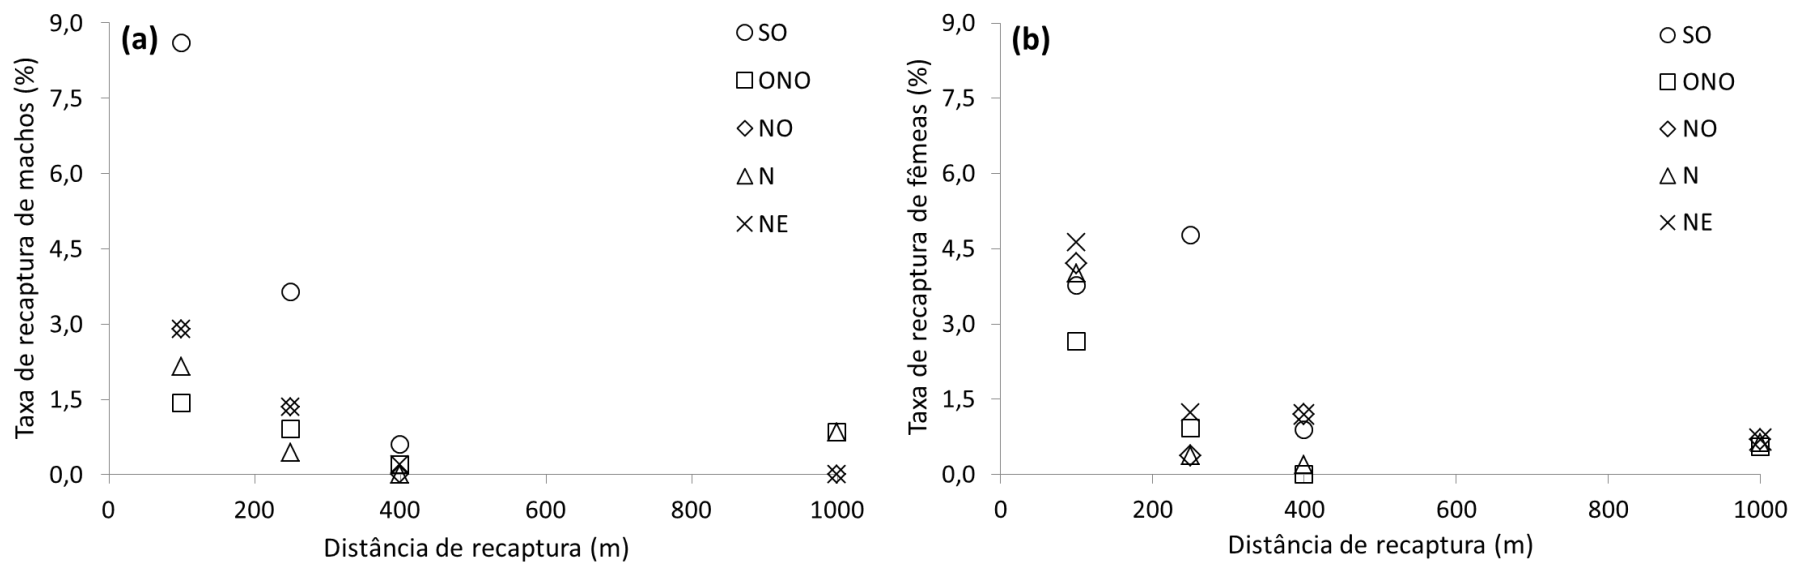 (a)
Taxa de recaptura de machos (%)
9,0
7,5
6,0
4,5
3,0
1,5
0,0
0 200 400 600 800 1000
Distância de recaptura (m)
SO
ONO
NO
N
NE
(b)
Taxa de recaptura de fêmeas (%)
9,0
7,5
6,0
4,5
3,0
1,5
0,0
0 200 400 600 800 1000
Distância de recaptura (m)
SO
ONO
NO
N
NE